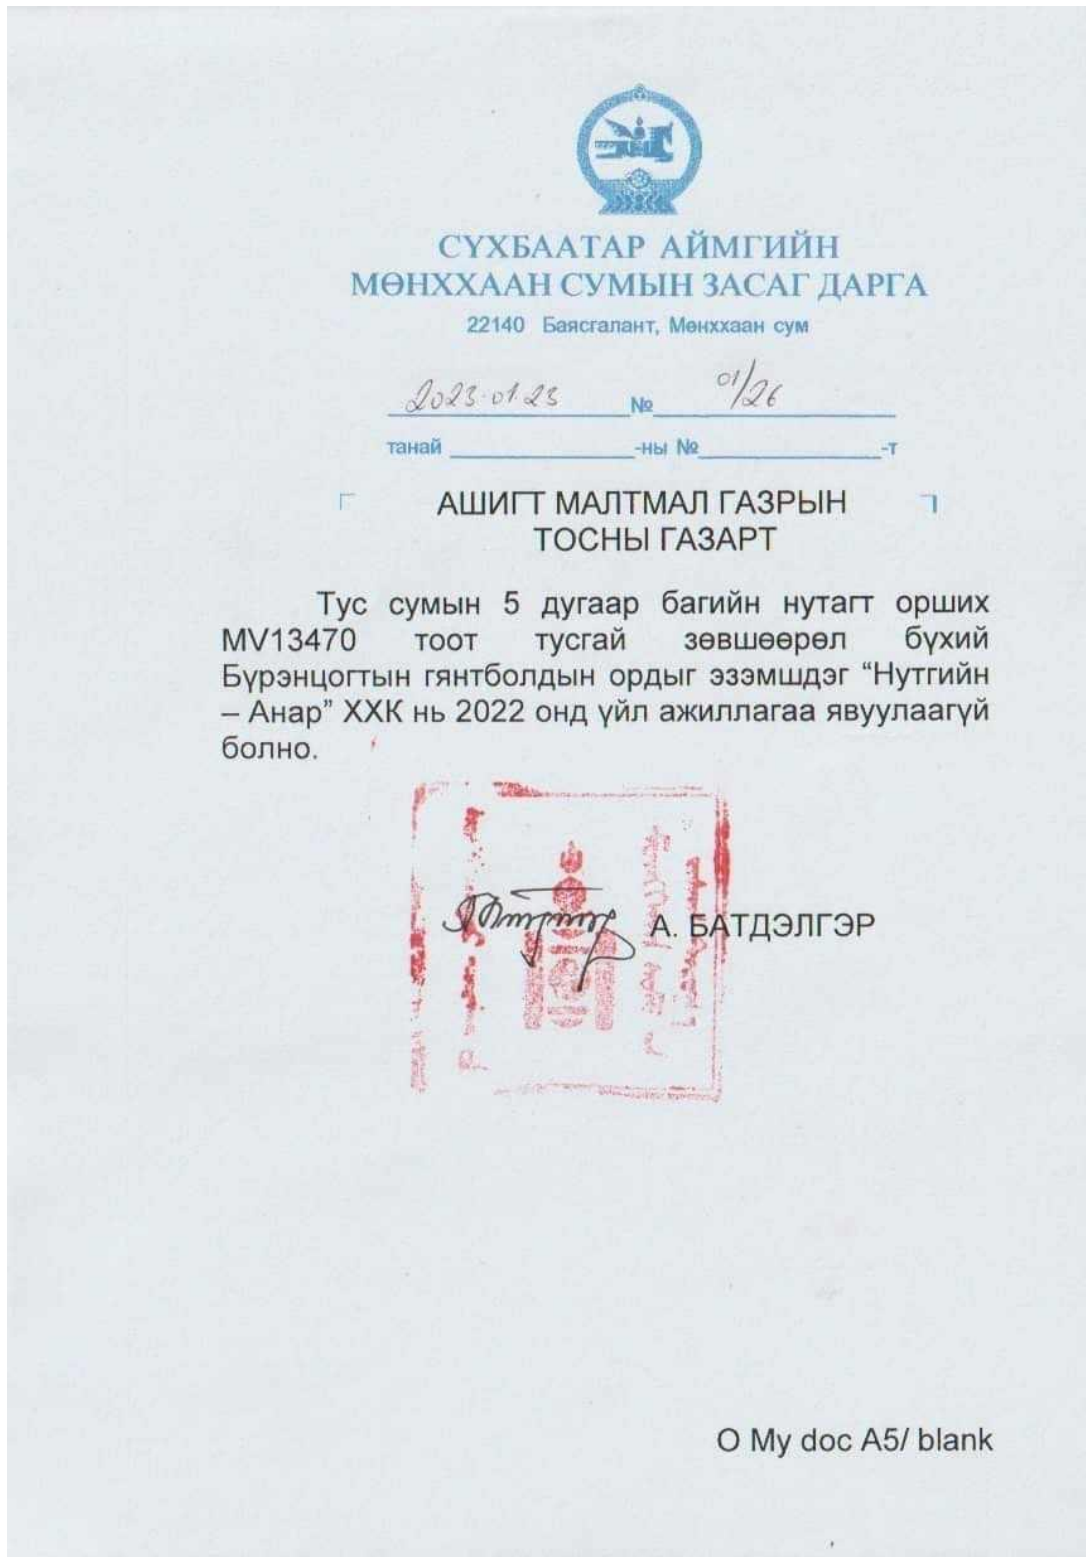 СҮХБААТАР АЙМГИЙН
МӨНХХААН СУМЫН ЗАСАГ ДАРГА
22140 Баясгалант, Мөнххаан сум
2023.01.23 № 01/26
танай ____________-ны №____________-т
АШИГТ МАЛТМАЛ ГАЗРЫН
ТОСНЫ ГАЗАРТ
Тус сумын 5 дугаар багийн нутагт орших
MV13470 тоот тусгай зөвшөөрөл бүхий
Бүрэнцогтын гянтболдын ордыг эзэмшдэг “Нутгийн
– Анар” ХХК нь 2022 онд үйл ажиллагаа явуулаагүй
болно.
А. БАТДЭЛГЭР
O My doc A5/ blank